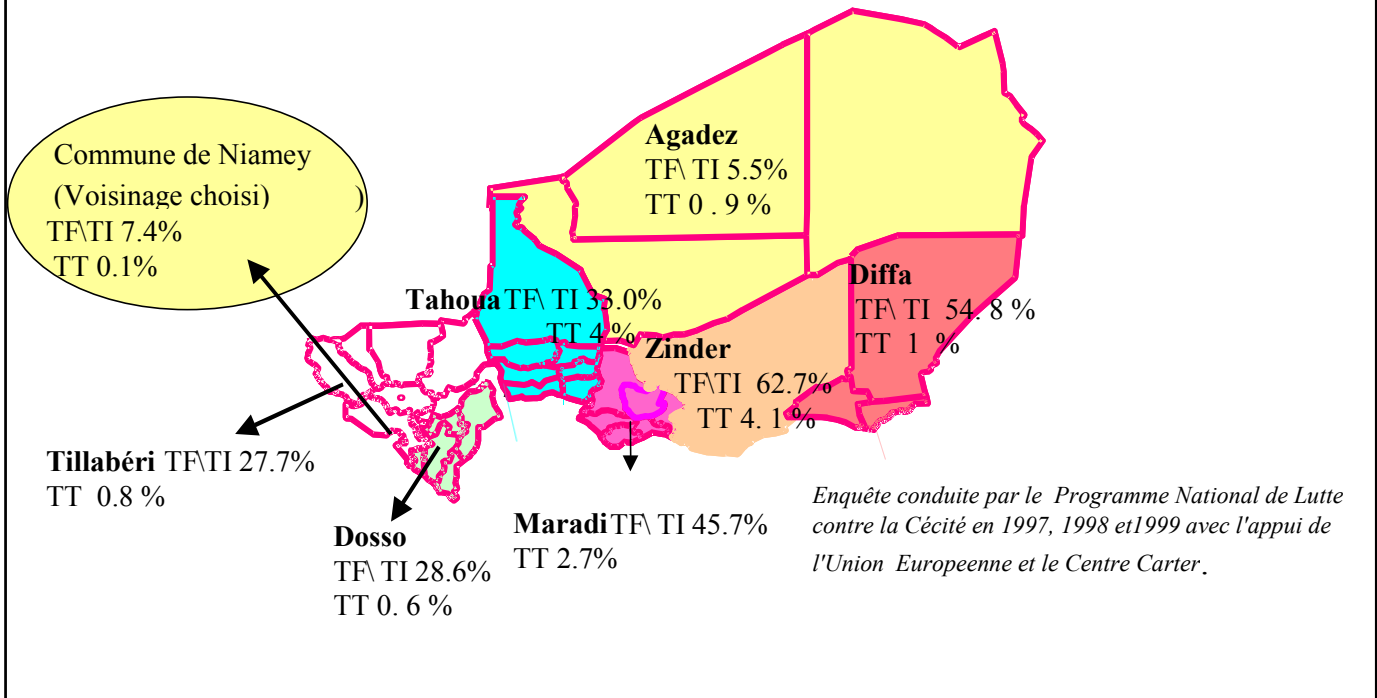 Agadez
TF\ TI 5.5%
TT 0 . 9 %
Commune de Niamey
(Voisinage choisi) )
TF\TI 7.4%
TT 0.1%
Diffa
TF\ TI 54. 8 %
TT 1 %
Tahoua TF\ TI 33.0%
TT 4 %
Zinder
TF\TI 62.7%
TT 4. 1 %
Tillabéri TF\TI 27.7%
TT 0.8 %
Dosso
TF\ TI 28.6%
TT 0. 6 %
Maradi TF\ TI 45.7%
TT 2.7%
Enquête conduite par le Programme National de Lutte
contre la Cécité en 1997, 1998 et1999 avec l'appui de
l'Union Europeenne et le Centre Carter.